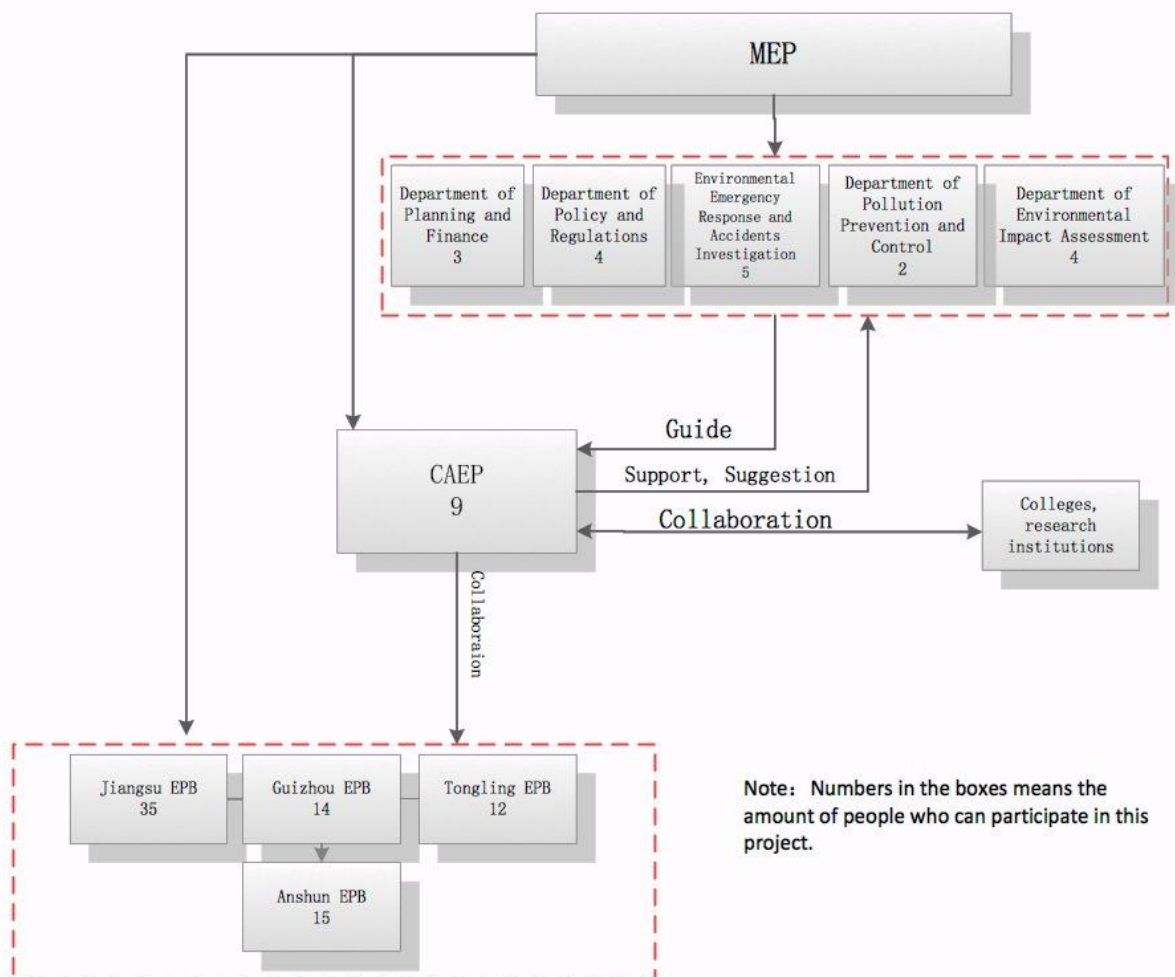 MEP
Department of
Planning and
Finance
3
Department of
Policy and
Regulations
4
Environmental
Emergency
Response and
Accidents
Investigation
5
Department of
Pollution
Prevention and
Control
2
Department of
Environmental
Impact Assessment
4
Guide
CAEP
9
Support, Suggestion
Collaboration
Colleges,
research
institutions
Collaboraion
Jiangsu EPB
35
Guizhou EPB
14
Tongling EPB
12
Anshun EPB
15
Note： Numbers in the boxes means the
amount of people who can participate in this
project.